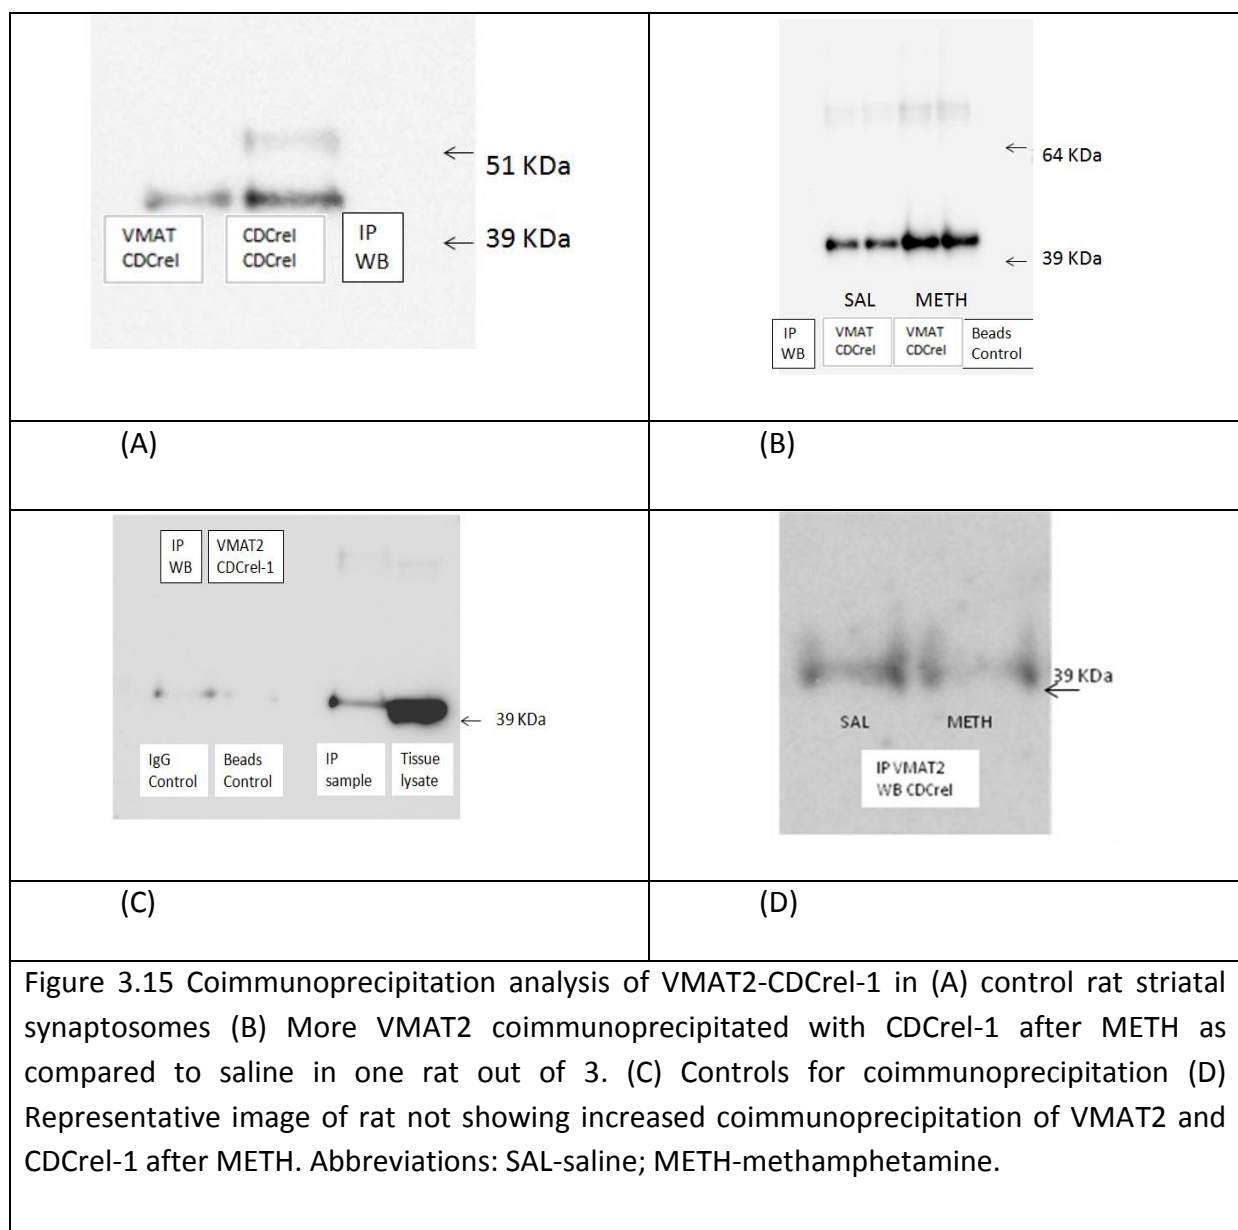 51 KDa
39 KDa
VMAT
CDCrel
CDCrel
CDCrel
IP
WB
64 KDa
39 KDa
SAL METH
IP
WB
VMAT
CDCrel
VMAT
CDCrel
Beads
Control
(A)
(B)
IP
WB
VMAT2
CDCrel-1
39 KDa
IgG
Control
Beads
Control
IP
sample
Tissue
lysate
39 KDa
SAL METH
IP VMAT2
WB CDCrel
(C)
(D)
Figure 3.15 Coimmunoprecipitation analysis of VMAT2-CDCrel-1 in (A) control rat striatal
synaptosomes (B) More VMAT2 coimmunoprecipitated with CDCrel-1 after METH as
compared to saline in one rat out of 3. (C) Controls for coimmunoprecipitation (D)
Representative image of rat not showing increased coimmunoprecipitation of VMAT2 and
CDCrel-1 after METH. Abbreviations: SAL-saline; METH-methamphetamine.